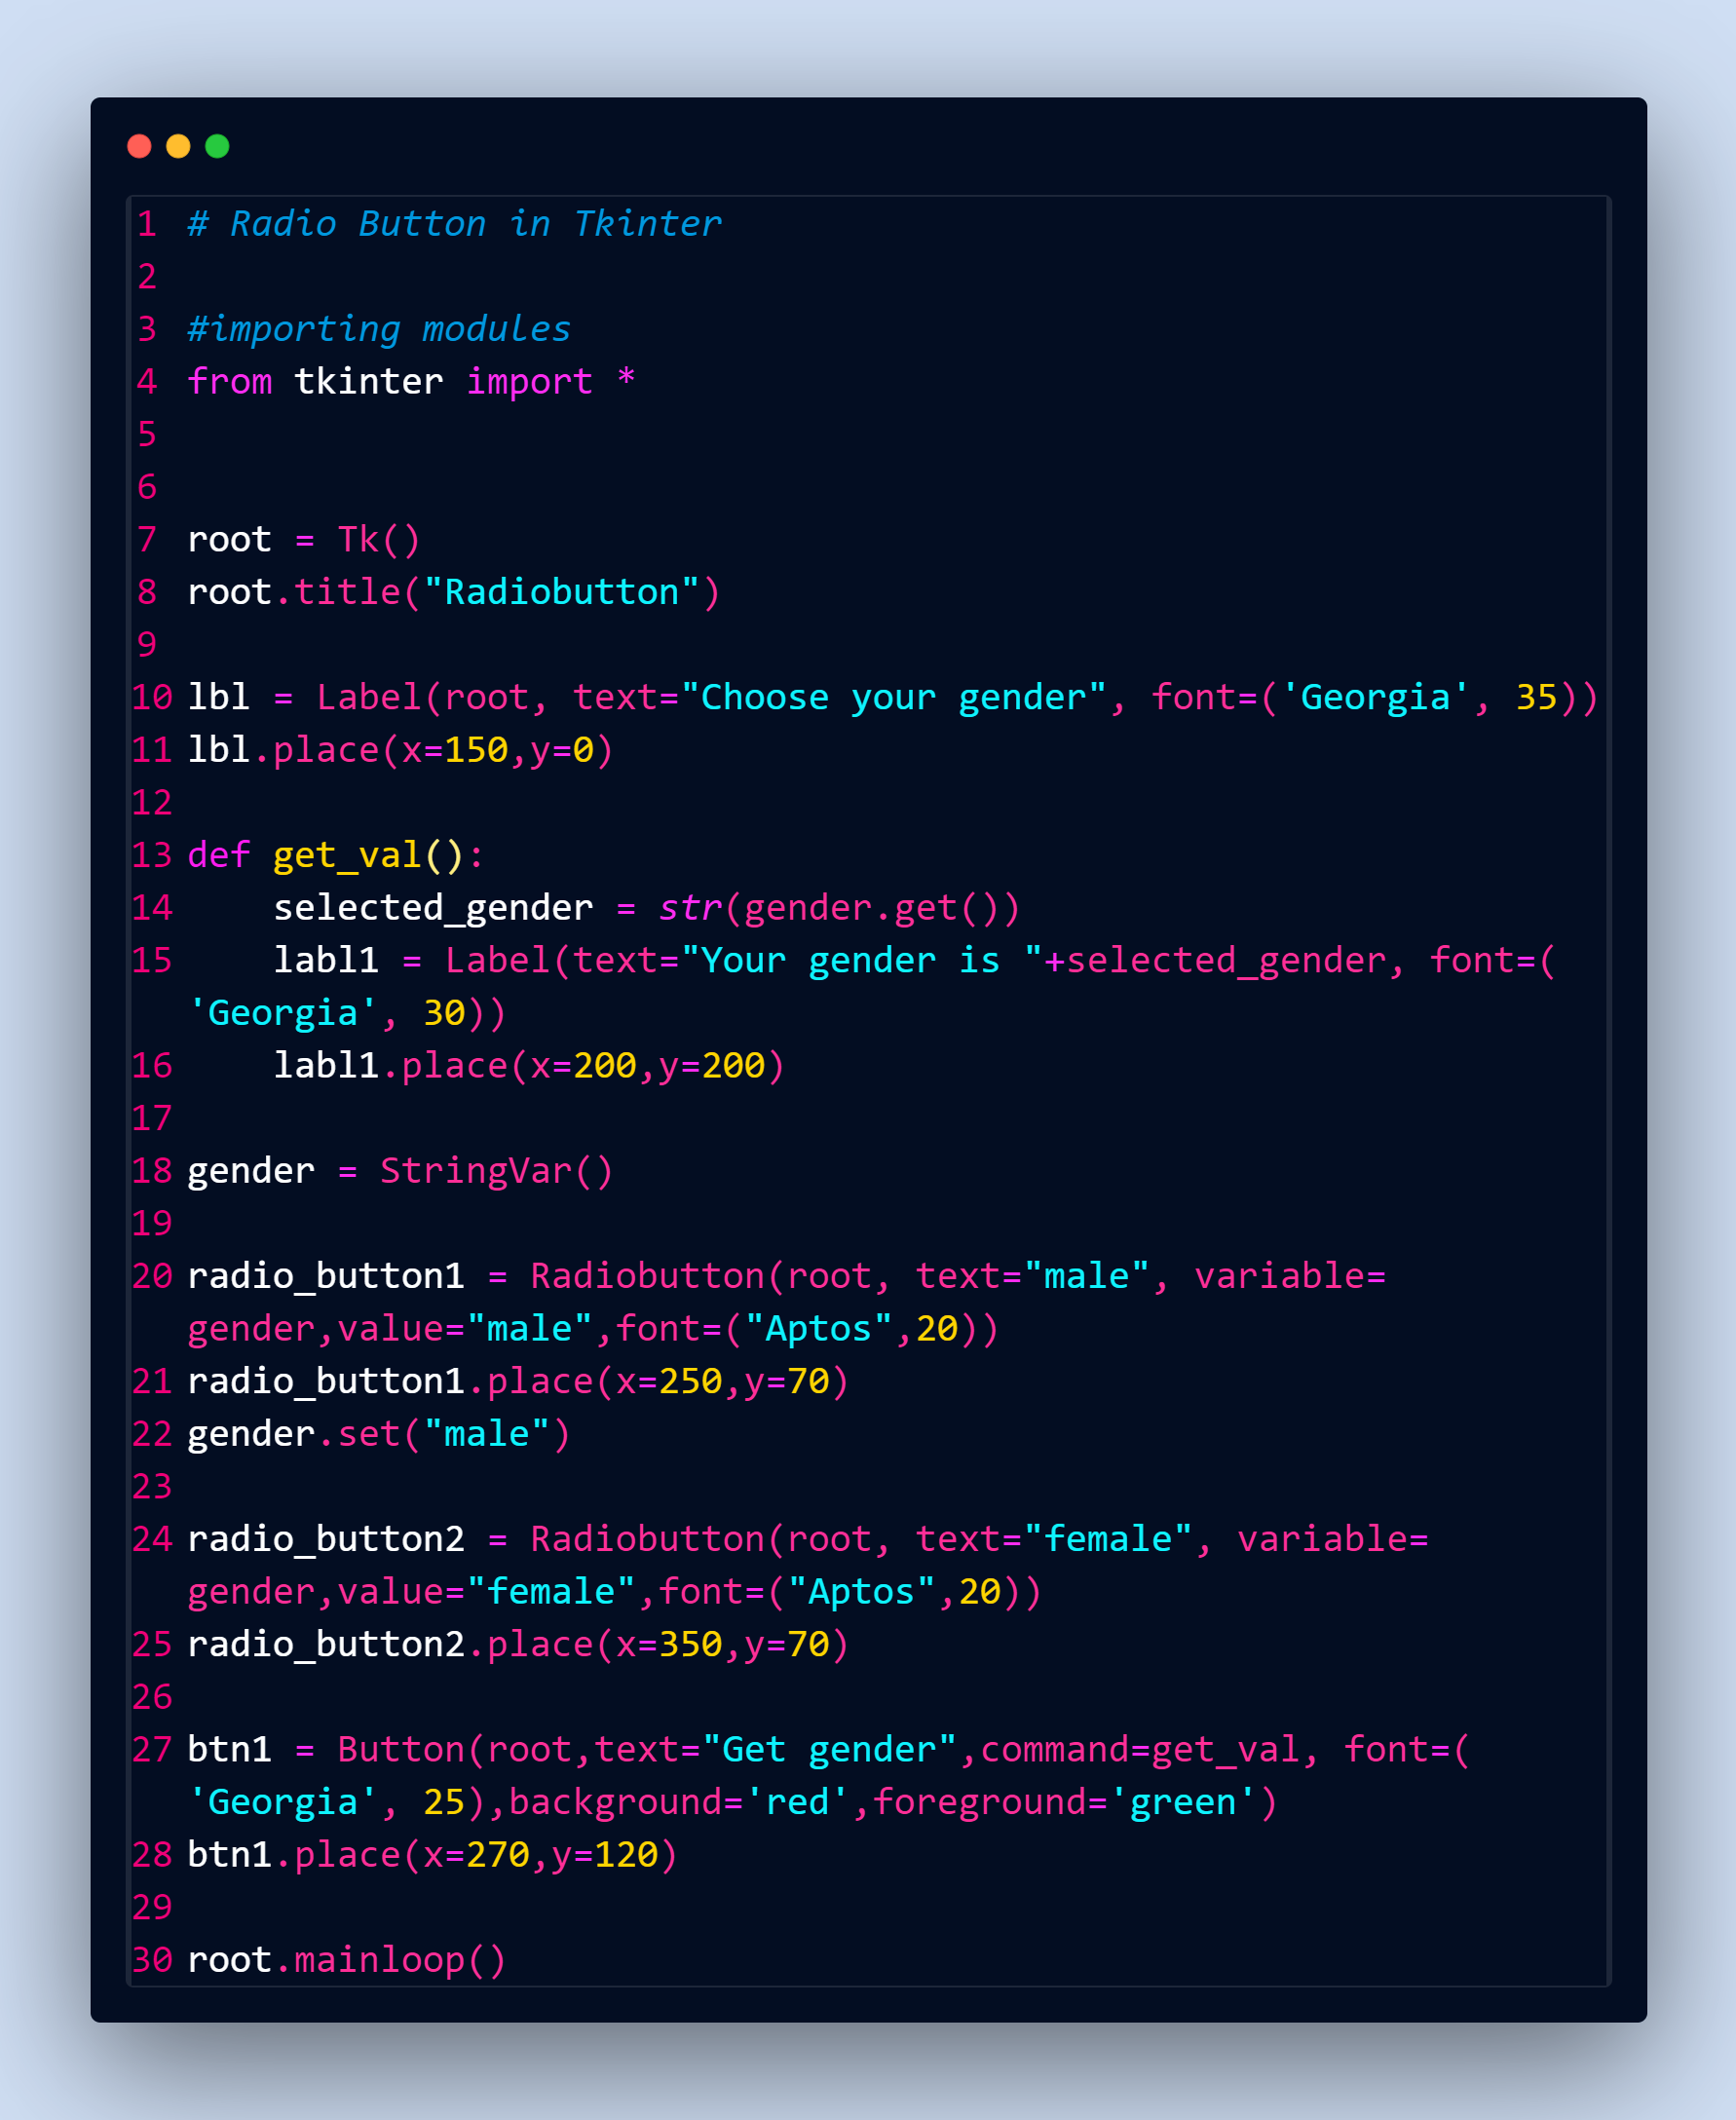 1 # Radio Button in Tkinter
2
3 #importing modules
4 from tkinter import *
5
6
7 root = Tk()
8 root.title("Radiobutton")
9
10 lbl = Label(root, text="Choose your gender", font=('Georgia', 35))
11 lbl.place(x=150,y=0)
12
13 def get_val():
14     selected_gender = str(gender.get())
15     labl1 = Label(text="Your gender is "+selected_gender, font=(
'Georgia', 30))
16     labl1.place(x=200,y=200)
17
18 gender = StringVar()
19
20 radio_button1 = Radiobutton(root, text="male", variable=
gender,value="male",font=("Aptos",20))
21 radio_button1.place(x=250,y=70)
22 gender.set("male")
23
24 radio_button2 = Radiobutton(root, text="female", variable=
gender,value="female",font=("Aptos",20))
25 radio_button2.place(x=350,y=70)
26
27 btn1 = Button(root,text="Get gender",command=get_val, font=(
'Georgia', 25),background='red',foreground='green')
28 btn1.place(x=270,y=120)
29
30 root.mainloop()